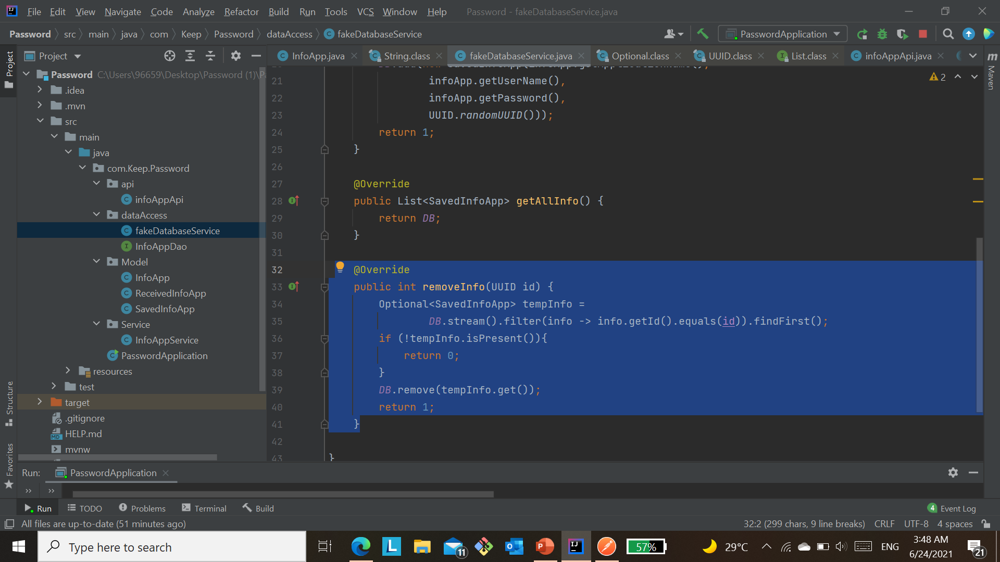 File Edit View Navigate Code Analyze Refactor Build Run Tools VCS Window Help Password - fakeDatabaseService.java
Password src main java com Keep Password dataAccess fakeDatabaseService PasswordApplication
Project InfoApp.java String.class fakeDatabaseService.java Optional.class UUID.class List.class infoAppApi.java
Project
Structure
Favorites
Maven
Password C:\Users\96659\Desktop\Password (1)\
.idea
.mvn
src
main
java
com.Keep.Password
api
infoAppApi
dataAccess
fakeDatabaseService
InfoAppDao
Model
InfoApp
ReceivedInfoApp
SavedInfoApp
Service
InfoAppService
PasswordApplication
resources
test
target
.gitignore
HELP.md
mvnw
2
21 infoApp.getUserName(),
22 infoApp.getPassword(),
23 UUID.randomUUID()));
24 return 1;
25 }
26
27 @Override
28 public List<SavedInfoApp> getAllInfo() {
29 return DB;
30 }
31
32 @Override
33 public int removeInfo(UUID id) {
34 Optional<SavedInfoApp> tempInfo =
35 DB.stream().filter(info -> info.getId().equals(id)).findFirst();
36 if (!tempInfo.isPresent()){
37 return 0;
38 }
39 DB.remove(tempInfo.get());
40 return 1;
41 }
42
43 }
Run: PasswordApplication
Run TODO Problems Terminal Build 4 Event Log
All files are up-to-date (51 minutes ago) 32:2 (299 chars, 9 line breaks) CRLF UTF-8 4 spaces
Type here to search 11 57% 29°C ENG 3:48 AM
6/24/2021 21